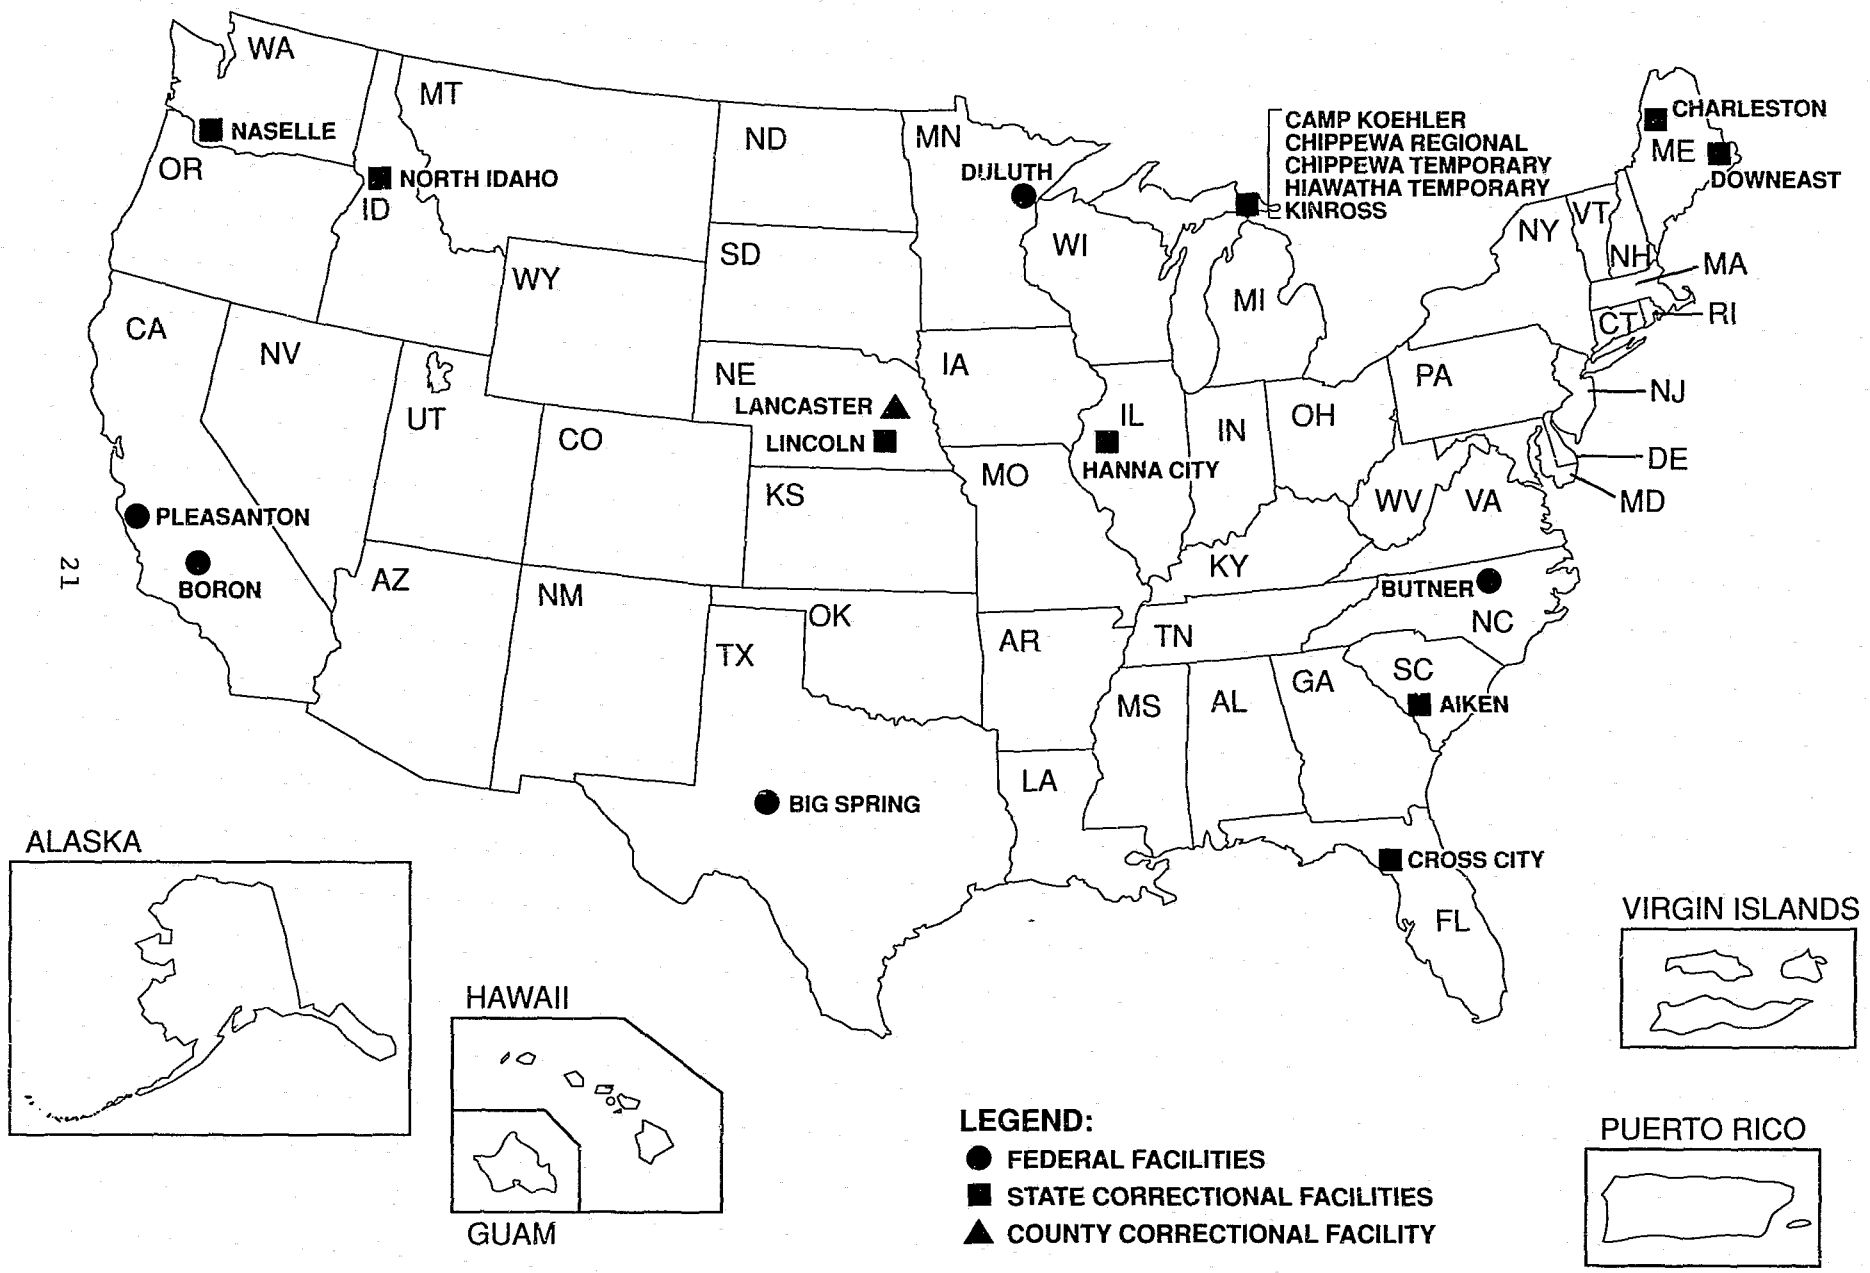 WA
MT
ND
MN
CAMP KOEHLER
CHIPPEWA REGIONAL
CHIPPEWA TEMPORARY
HIAWATHA TEMPORARY
KINROSS
CHARLESTON
ME
DOWNEAST
NASELLE
OR
NORTH IDAHO
ID
DULUTH
WI
MI
NY
VT
NH
MA
RI
CT
SD
WY
CA
NV
UT
NE
LANCASTER
LINCOLN
IA
IL
HANNA CITY
IN
OH
PA
NJ
DE
MD
CO
KS
MO
WV
VA
KY
PLEASANTON
BORON
21
AZ
NM
OK
TX
AR
TN
BUTNER
NC
SC
AIKEN
MS
AL
GA
LA
BIG SPRING
CROSS CITY
FL
ALASKA
HAWAII
GUAM
VIRGIN ISLANDS
PUERTO RICO
LEGEND:
FEDERAL FACILITIES
STATE CORRECTIONAL FACILITIES
COUNTY CORRECTIONAL FACILITY